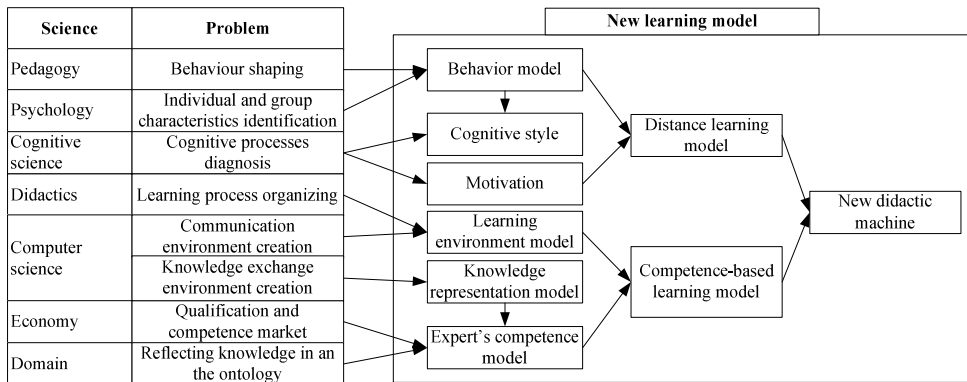 Science
Problem
New learning model
Pedagogy
Behaviour shaping
Psychology
Individual and group
characteristics identification
Cognitive
science
Cognitive processes
diagnosis
Didactics
Learning process organizing
Computer
science
Communication
environment creation
Knowledge exchange
environment creation
Economy
Qualification and
competence market
Domain
Reflecting knowledge in an
the ontology
Behavior model
Cognitive style
Motivation
Learning
environment model
Knowledge
representation model
Expert's competence
model
Distance learning
model
Competence-based
learning model
New didactic
machine